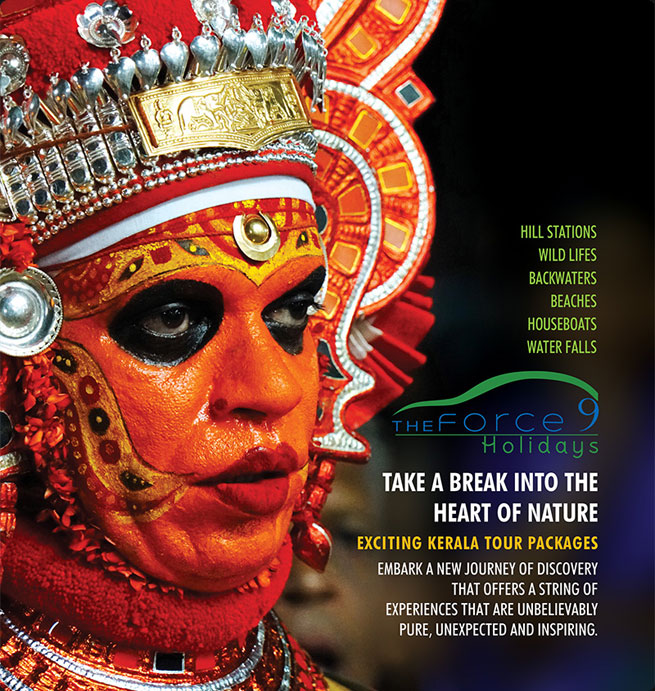 HILL STATIONS
WILD LIFES
BACKWATERS
BEACHES
HOUSEBOATS
WATER FALLS
THE FORCE 9
Holidays
TAKE A BREAK INTO THE
HEART OF NATURE
EXCITING KERALA TOUR PACKAGES
EMBARK A NEW JOURNEY OF DISCOVERY
THAT OFFERS A STRING OF
EXPERIENCES THAT ARE UNBELIEVABLY
PURE, UNEXPECTED AND INSPIRING.